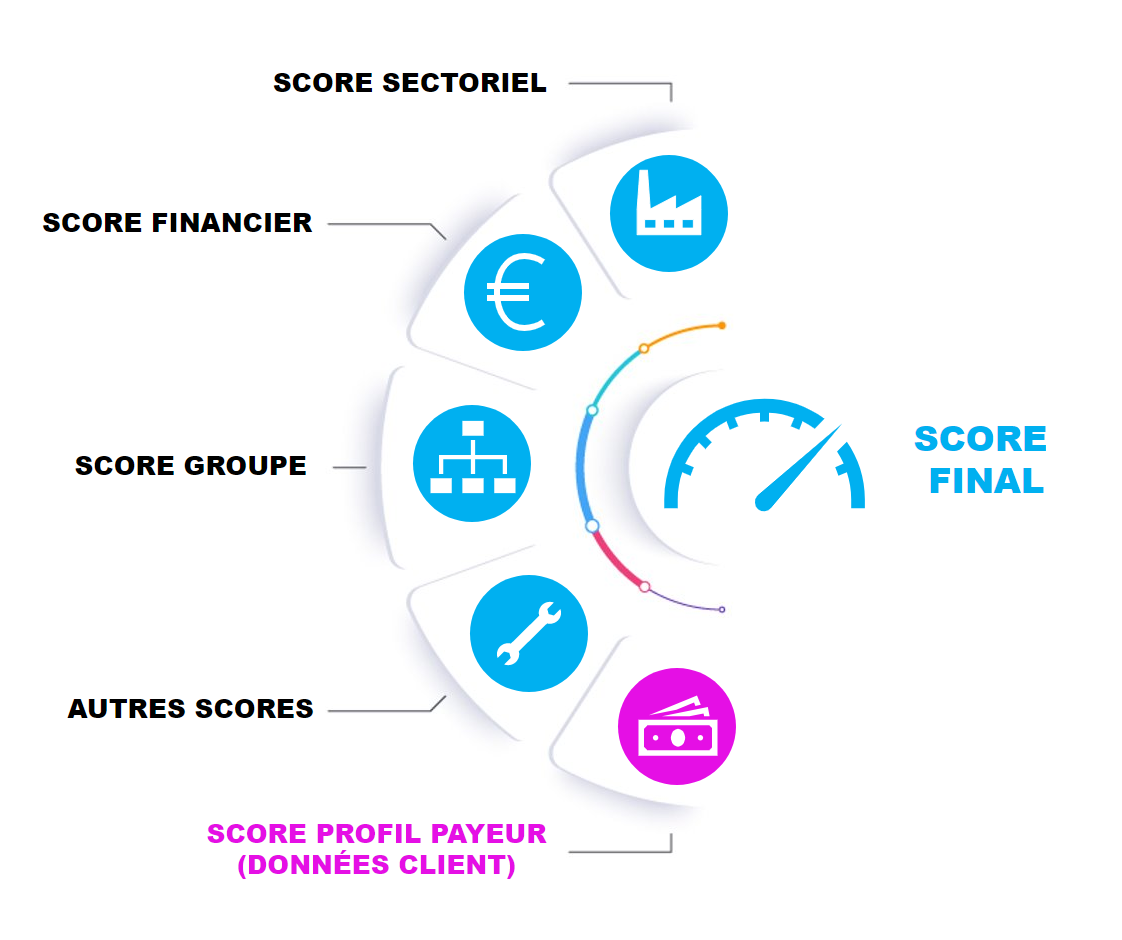 SCORE SECTORIEL
SCORE FINANCIER
SCORE GROUPE
SCORE
FINAL
AUTRES SCORES
SCORE PROFIL PAYEUR
(DONNÉES CLIENT)